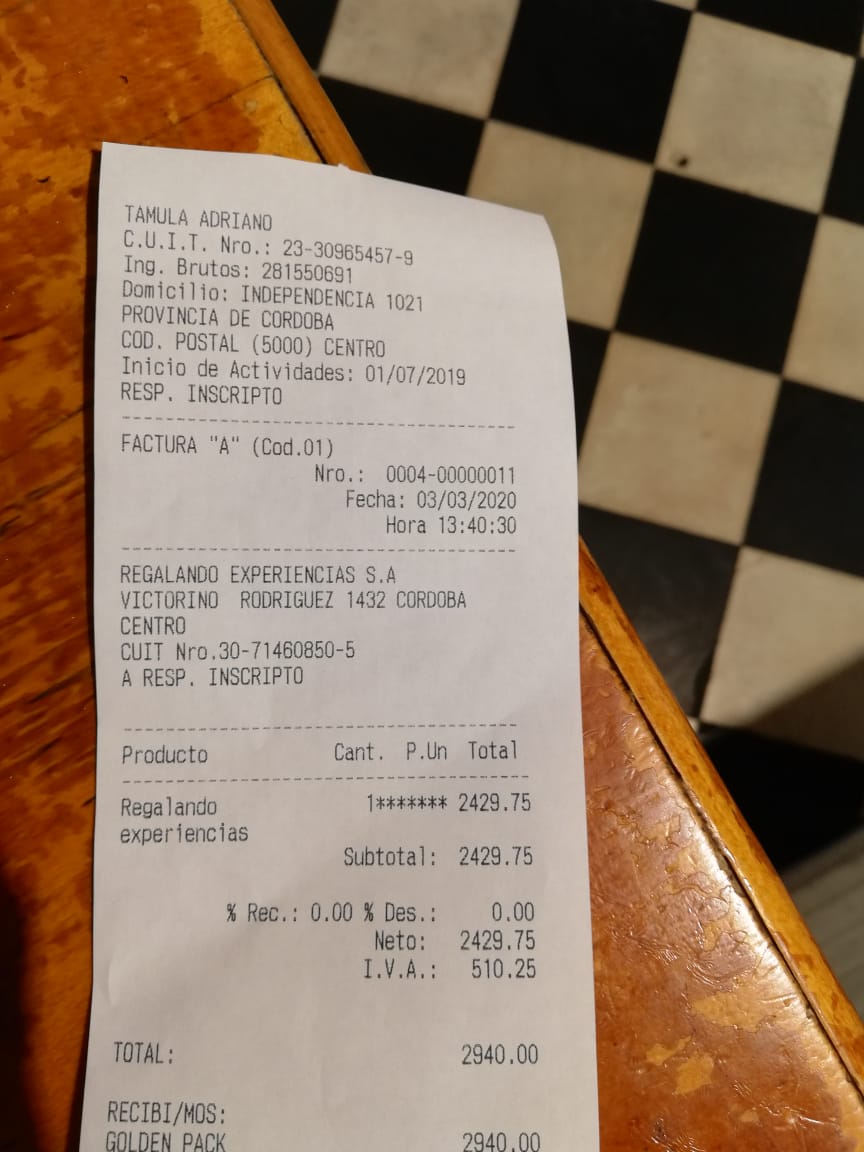 TAMULA ADRIANO
C.U.I.T. Nro.: 23-30965457-9
Ing. Brutos: 281550691
Domicilio: INDEPENDENCIA 1021
PROVINCIA DE CORDOBA
COD. POSTAL (5000) CENTRO
Inicio de Actividades: 01/07/2019
RESP. INSCRIPTO
FACTURA "A" (Cod.01)
Nro.: 0004-00000011
Fecha: 03/03/2020
Hora 13:40:30
REGALANDO EXPERIENCIAS S.A
VICTORINO RODRIGUEZ 1432 CORDOBA
CENTRO
CUIT Nro.30-71460850-5
A RESP. INSCRIPTO
Producto Cant. P.Un Total
Regalando 1******* 2429.75
experiencias
Subtotal: 2429.75
% Rec.: 0.00 % Des.: 0.00
Neto: 2429.75
I.V.A.: 510.25
TOTAL: 2940.00
RECIBI/MOS:
GOLDEN PACK 2940.00